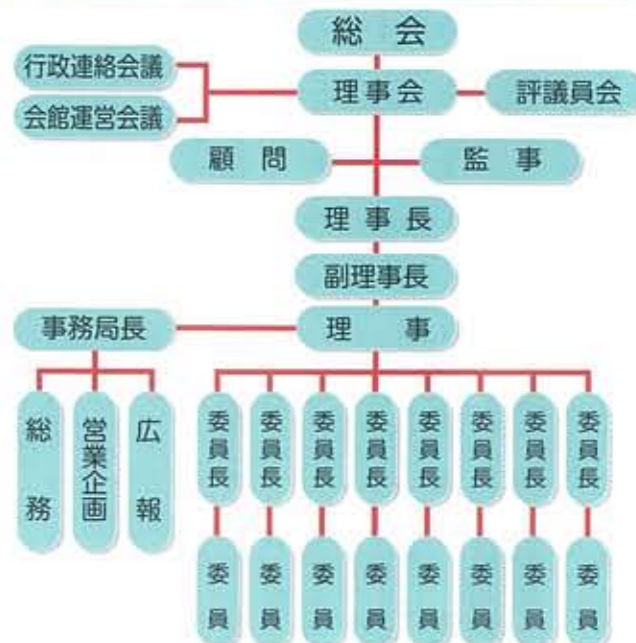 総会
行政連絡会議
理事会
評議員会
会館運営会議
顧問
監事
理事長
副理事長
事務局長
理事
総務
営業企画
広報
委員長
委員長
委員長
委員長
委員長
委員長
委員長
委員長
委員
委員
委員
委員
委員
委員
委員
委員